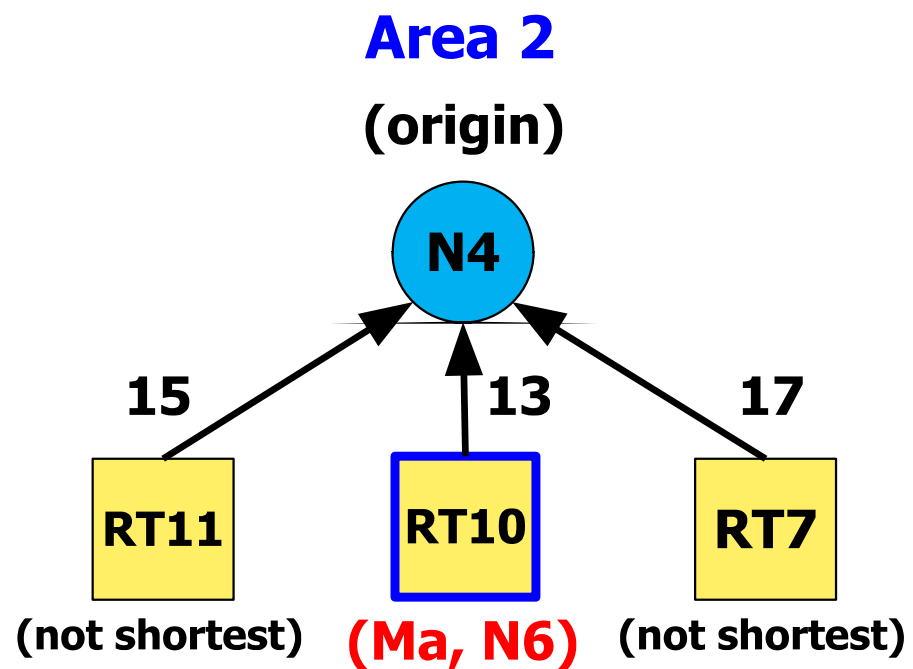 Area 2
(origin)
N4
15
13
17
RT11
RT10
RT7
(not shortest)
(Ma, N6)
(not shortest)